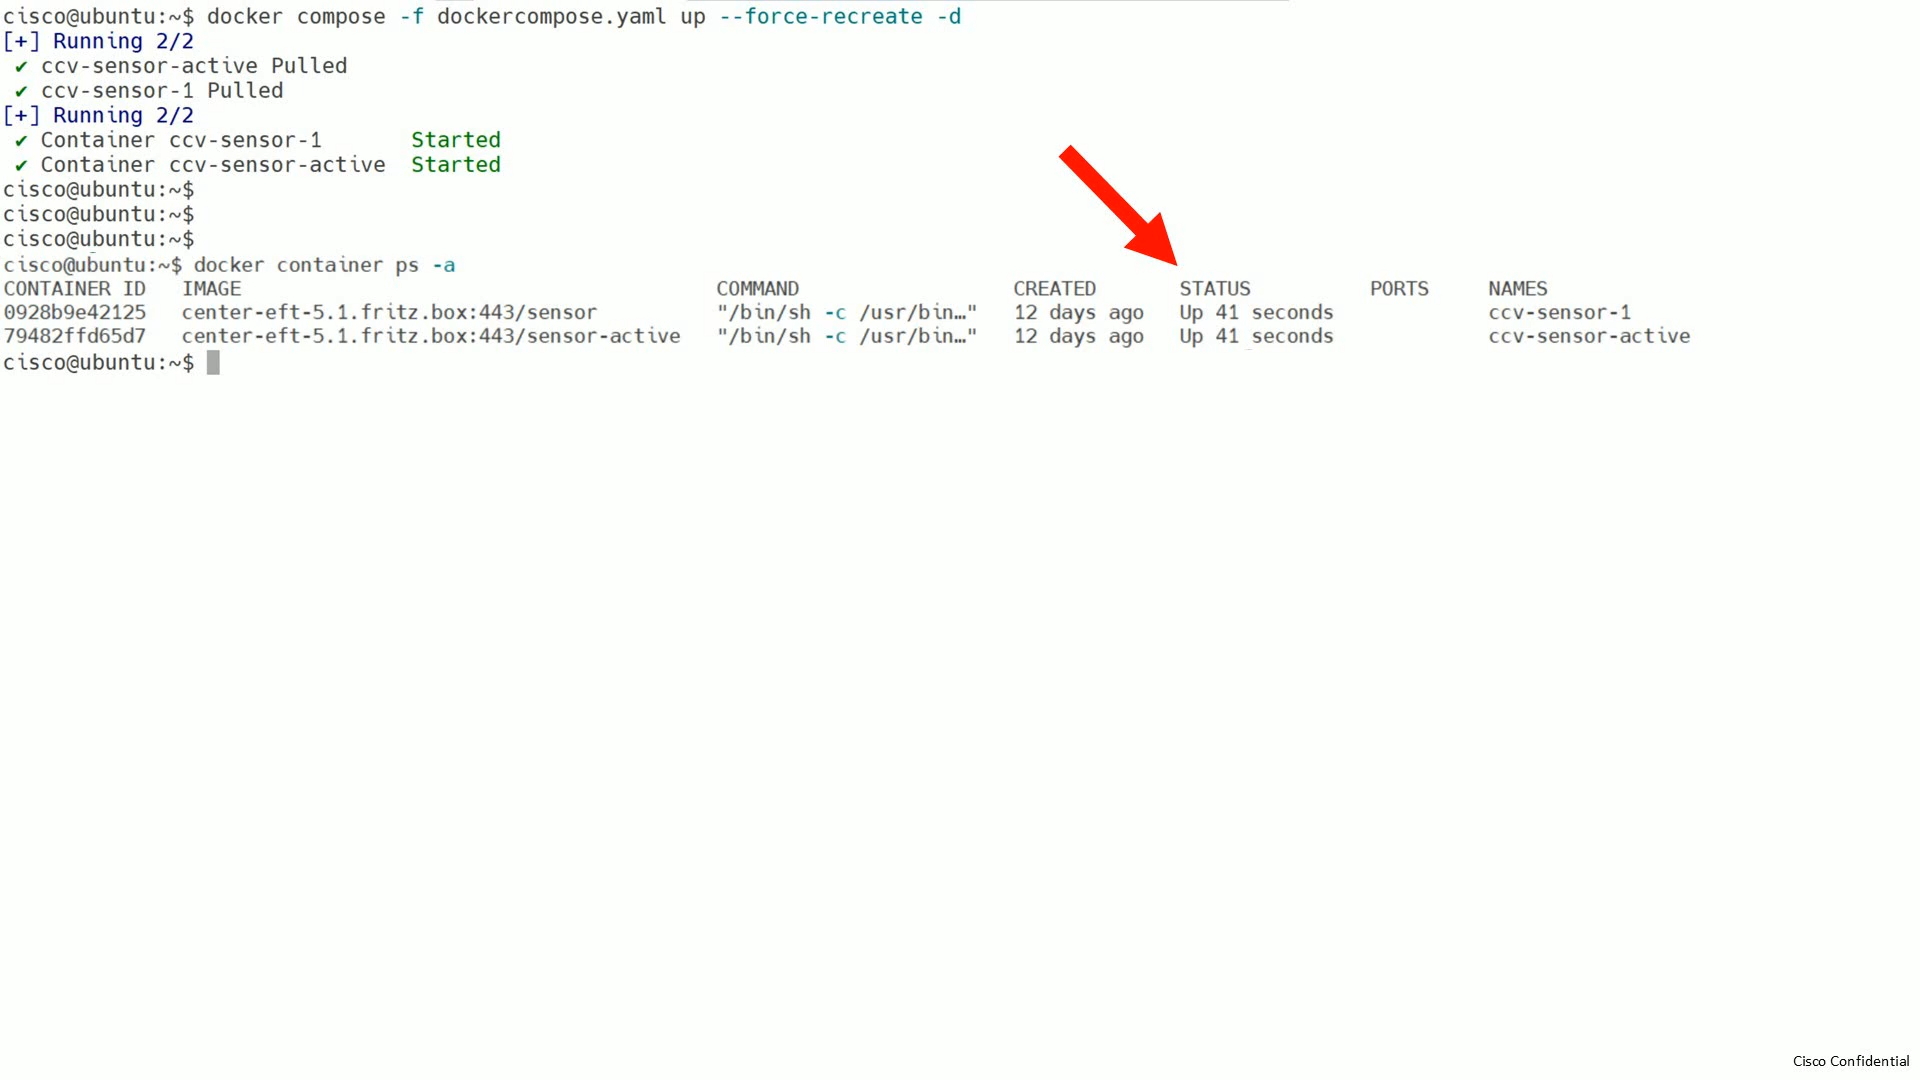 cisco@ubuntu:~$ docker compose -f dockercompose.yaml up --force-recreate -d
[+] Running 2/2
✔ ccv-sensor-active Pulled
✔ ccv-sensor-1 Pulled
[+] Running 2/2
✔ Container ccv-sensor-1 Started
✔ Container ccv-sensor-active Started
cisco@ubuntu:~$
cisco@ubuntu:~$
cisco@ubuntu:~$
cisco@ubuntu:~$ docker container ps -a
CONTAINER ID IMAGE COMMAND CREATED STATUS PORTS NAMES
0928b9e42125 center-eft-5.1.fritz.box:443/sensor "/bin/sh -c /usr/bin…" 12 days ago Up 41 seconds ccv-sensor-1
79482ffd65d7 center-eft-5.1.fritz.box:443/sensor-active "/bin/sh -c /usr/bin…" 12 days ago Up 41 seconds ccv-sensor-active
cisco@ubuntu:~$
Cisco Confidential